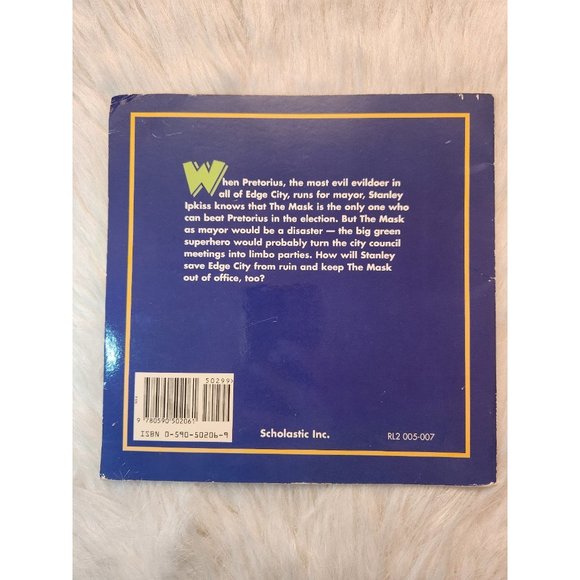 When Pretorius, the most evil evildoer in
all of Edge City, runs for mayor, Stanley
Ipkiss knows that The Mask is the only one who
can beat Pretorius in the election. But The Mask
as mayor would be a disaster — the big green
superhero would probably turn the city council
meetings into limbo parties. How will Stanley
save Edge City from ruin and keep The Mask
out of office, too?
50299>
9 780590 502061
ISBN 0-590-50206-9
Scholastic Inc.
RL2 005-007